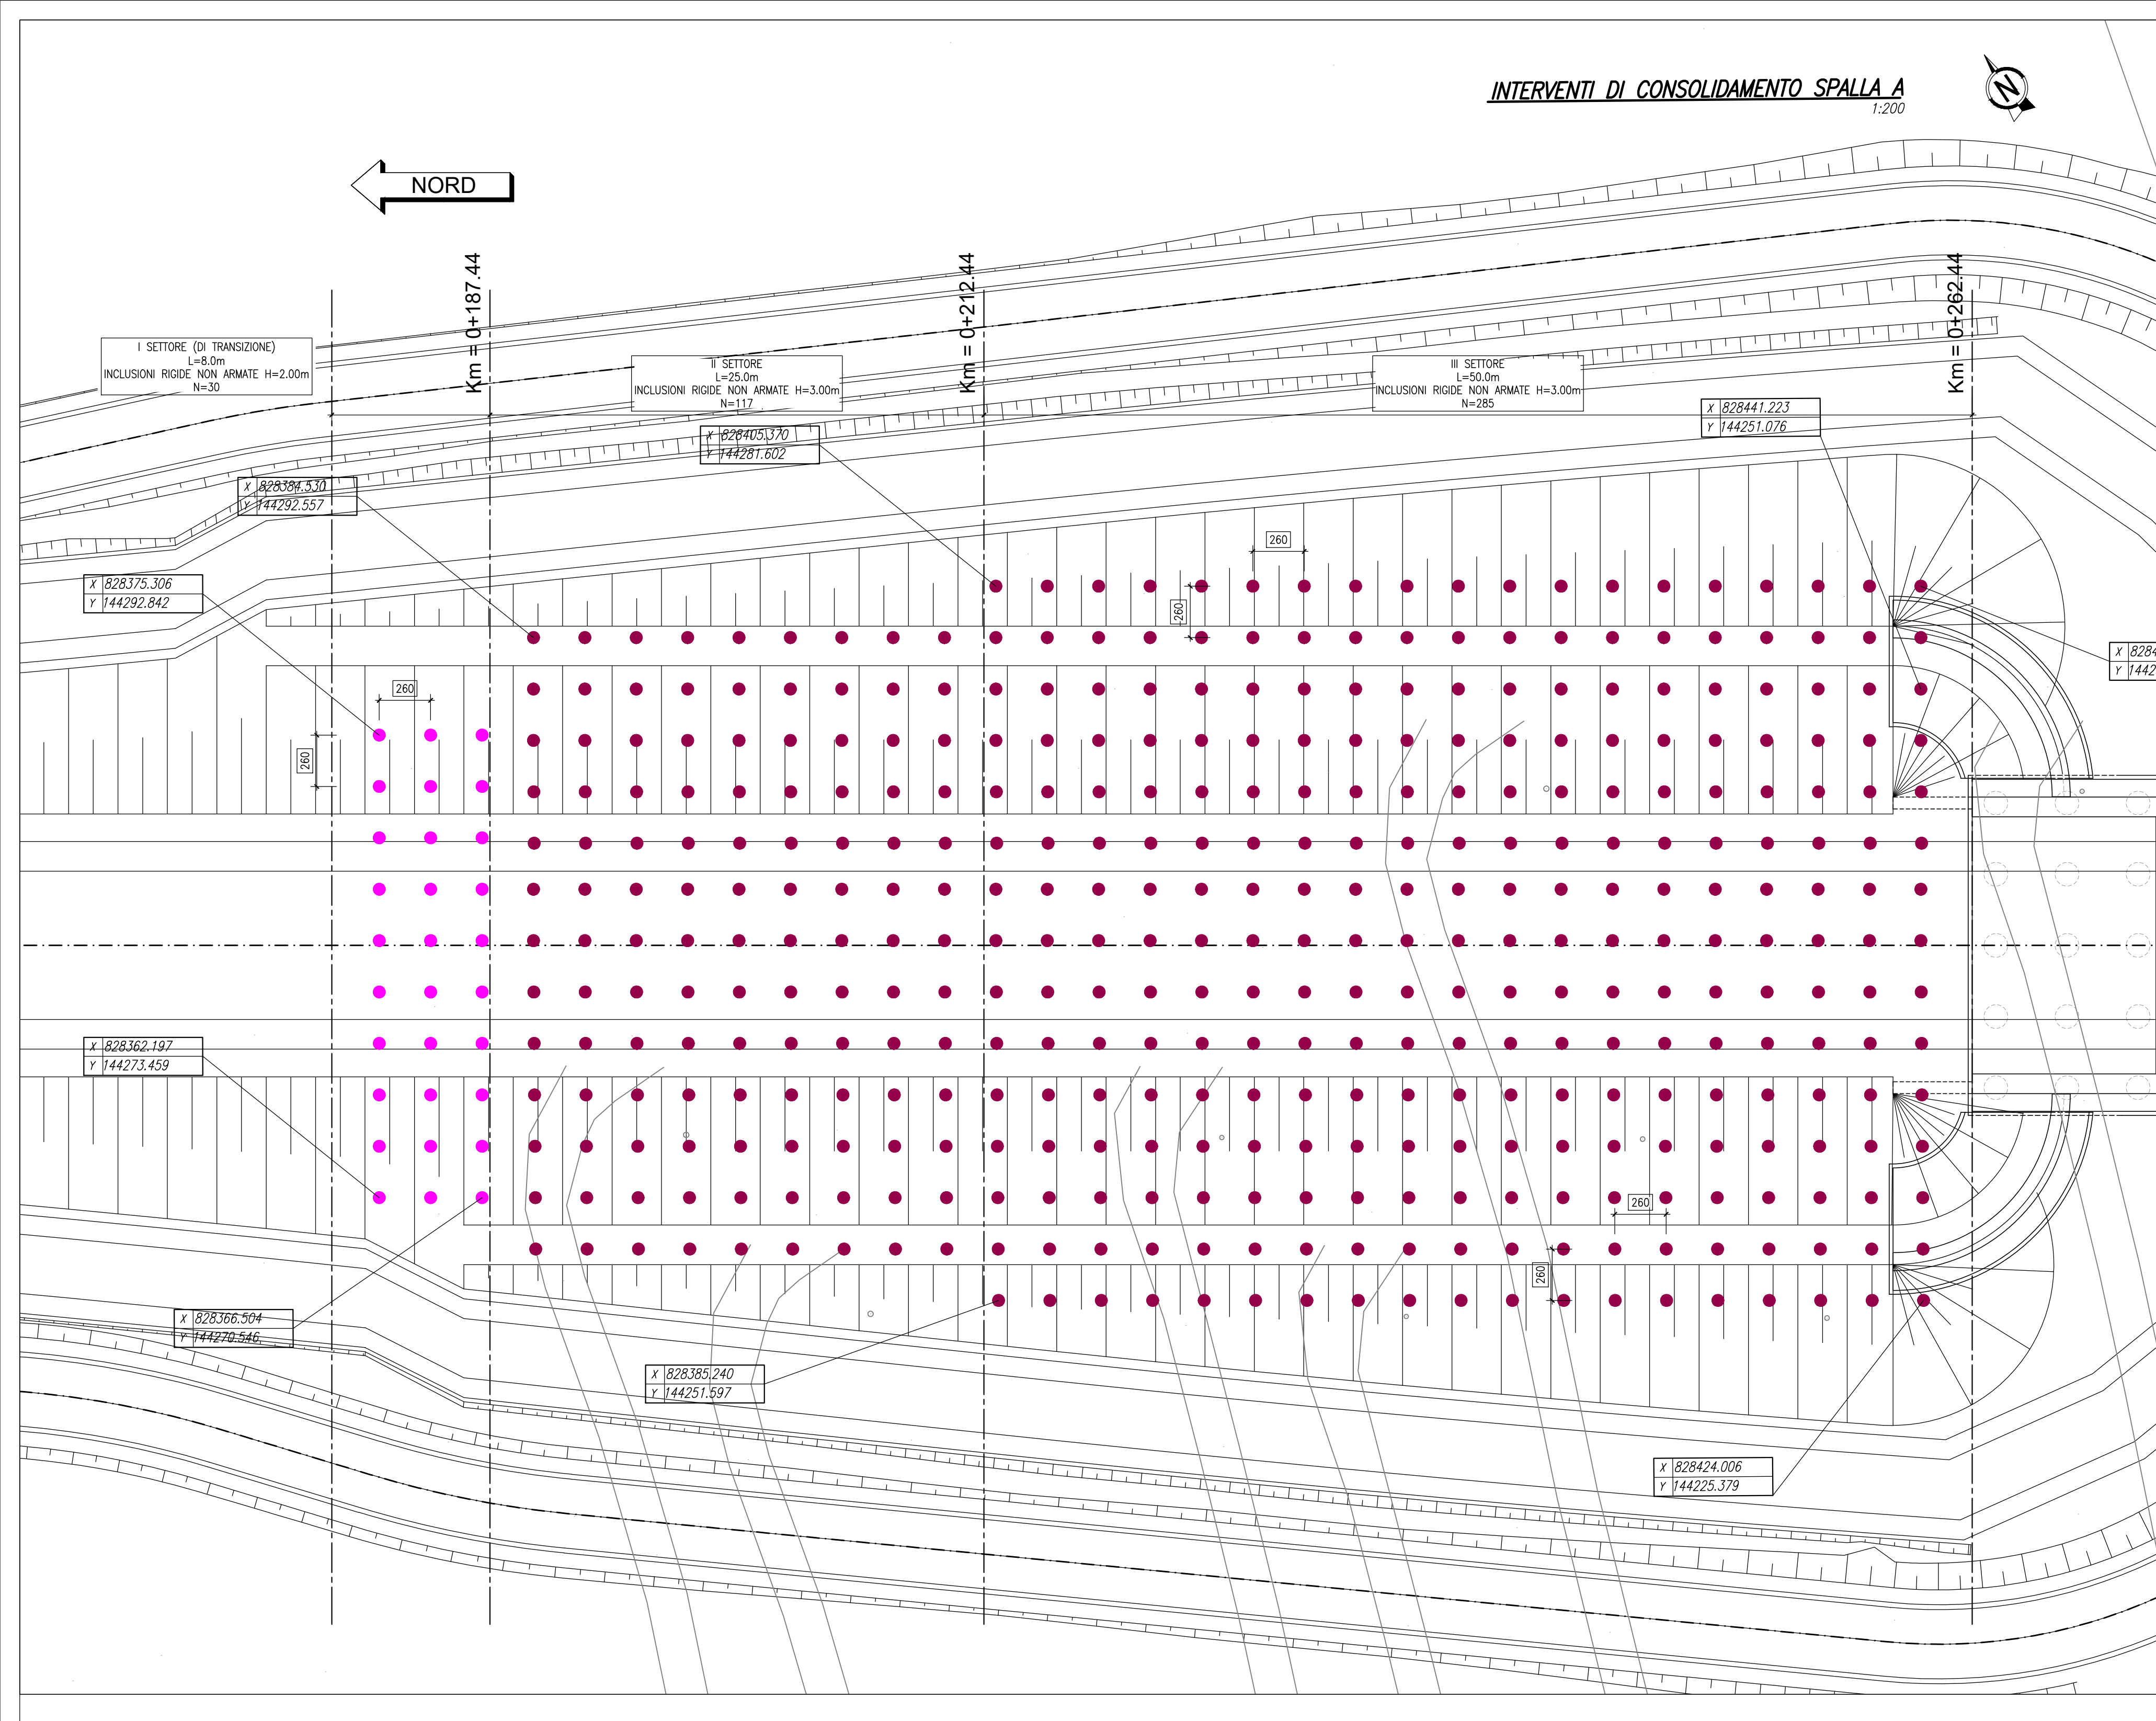 INTERVENTI DI CONSOLIDAMENTO SPALLA A
1:200
N
NORD
Km = 0+187.44
Km = 0+212.44
Km = 0+262.44
I SETTORE (DI TRANSIZIONE)
L=8.0m
INCLUSIONI RIGIDE NON ARMATE H=2.00m
N=30
II SETTORE
L=25.0m
INCLUSIONI RIGIDE NON ARMATE H=3.00m
N=117
III SETTORE
L=50.0m
INCLUSIONI RIGIDE NON ARMATE H=3.00m
N=285
X 828441.223
Y 144251.076
X 828405.370
Y 144281.602
X 828384.530
Y 144292.557
X 828375.306
Y 144292.842
260
260
260
260
X 8284
Y 1442
X 828362.197
Y 144273.459
260
260
X 828366.504
Y 144270.546
X 828385.240
Y 144251.597
X 828424.006
Y 144225.379